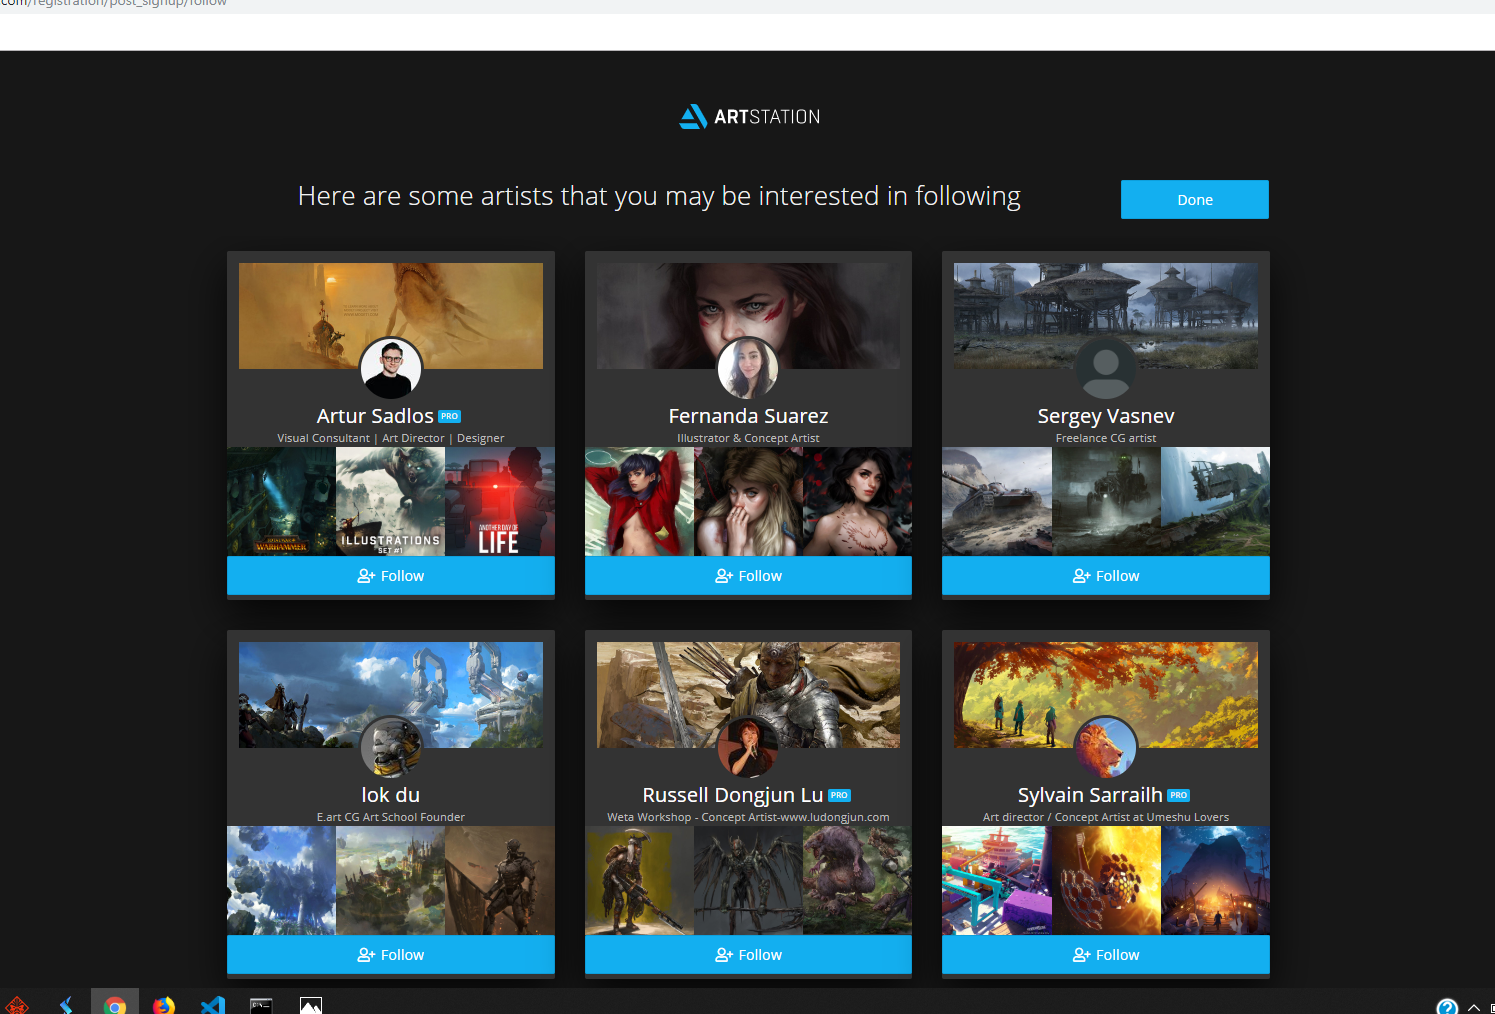 com/registration/post_signup/follow
ARTSTATION
Here are some artists that you may be interested in following
Done
Artur Sadlos PRO
Visual Consultant | Art Director | Designer
WARHAMMER
ILLUSTRATIONS
SET #1
ANOTHER DAY OF
LIFE
Follow
Fernanda Suarez
Illustrator & Concept Artist
Follow
Sergey Vasnev
Freelance CG artist
Follow
lok du
E.art CG Art School Founder
Follow
Russell Dongjun Lu PRO
Weta Workshop - Concept Artist-www.ludongjun.com
Follow
Sylvain Sarrailh PRO
Art director / Concept Artist at Umeshu Lovers
Follow